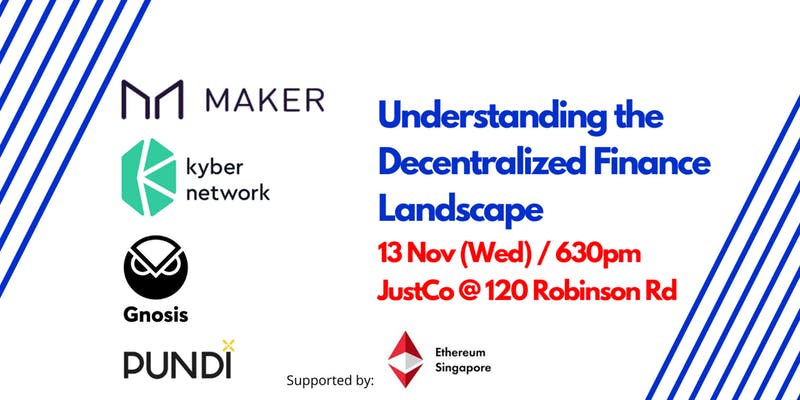 MAKER
kyber
network
Gnosis
PUNDI X
Understanding the
Decentralized Finance
Landscape
13 Nov (Wed) / 630pm
JustCo @ 120 Robinson Rd
Supported by:
Ethereum
Singapore